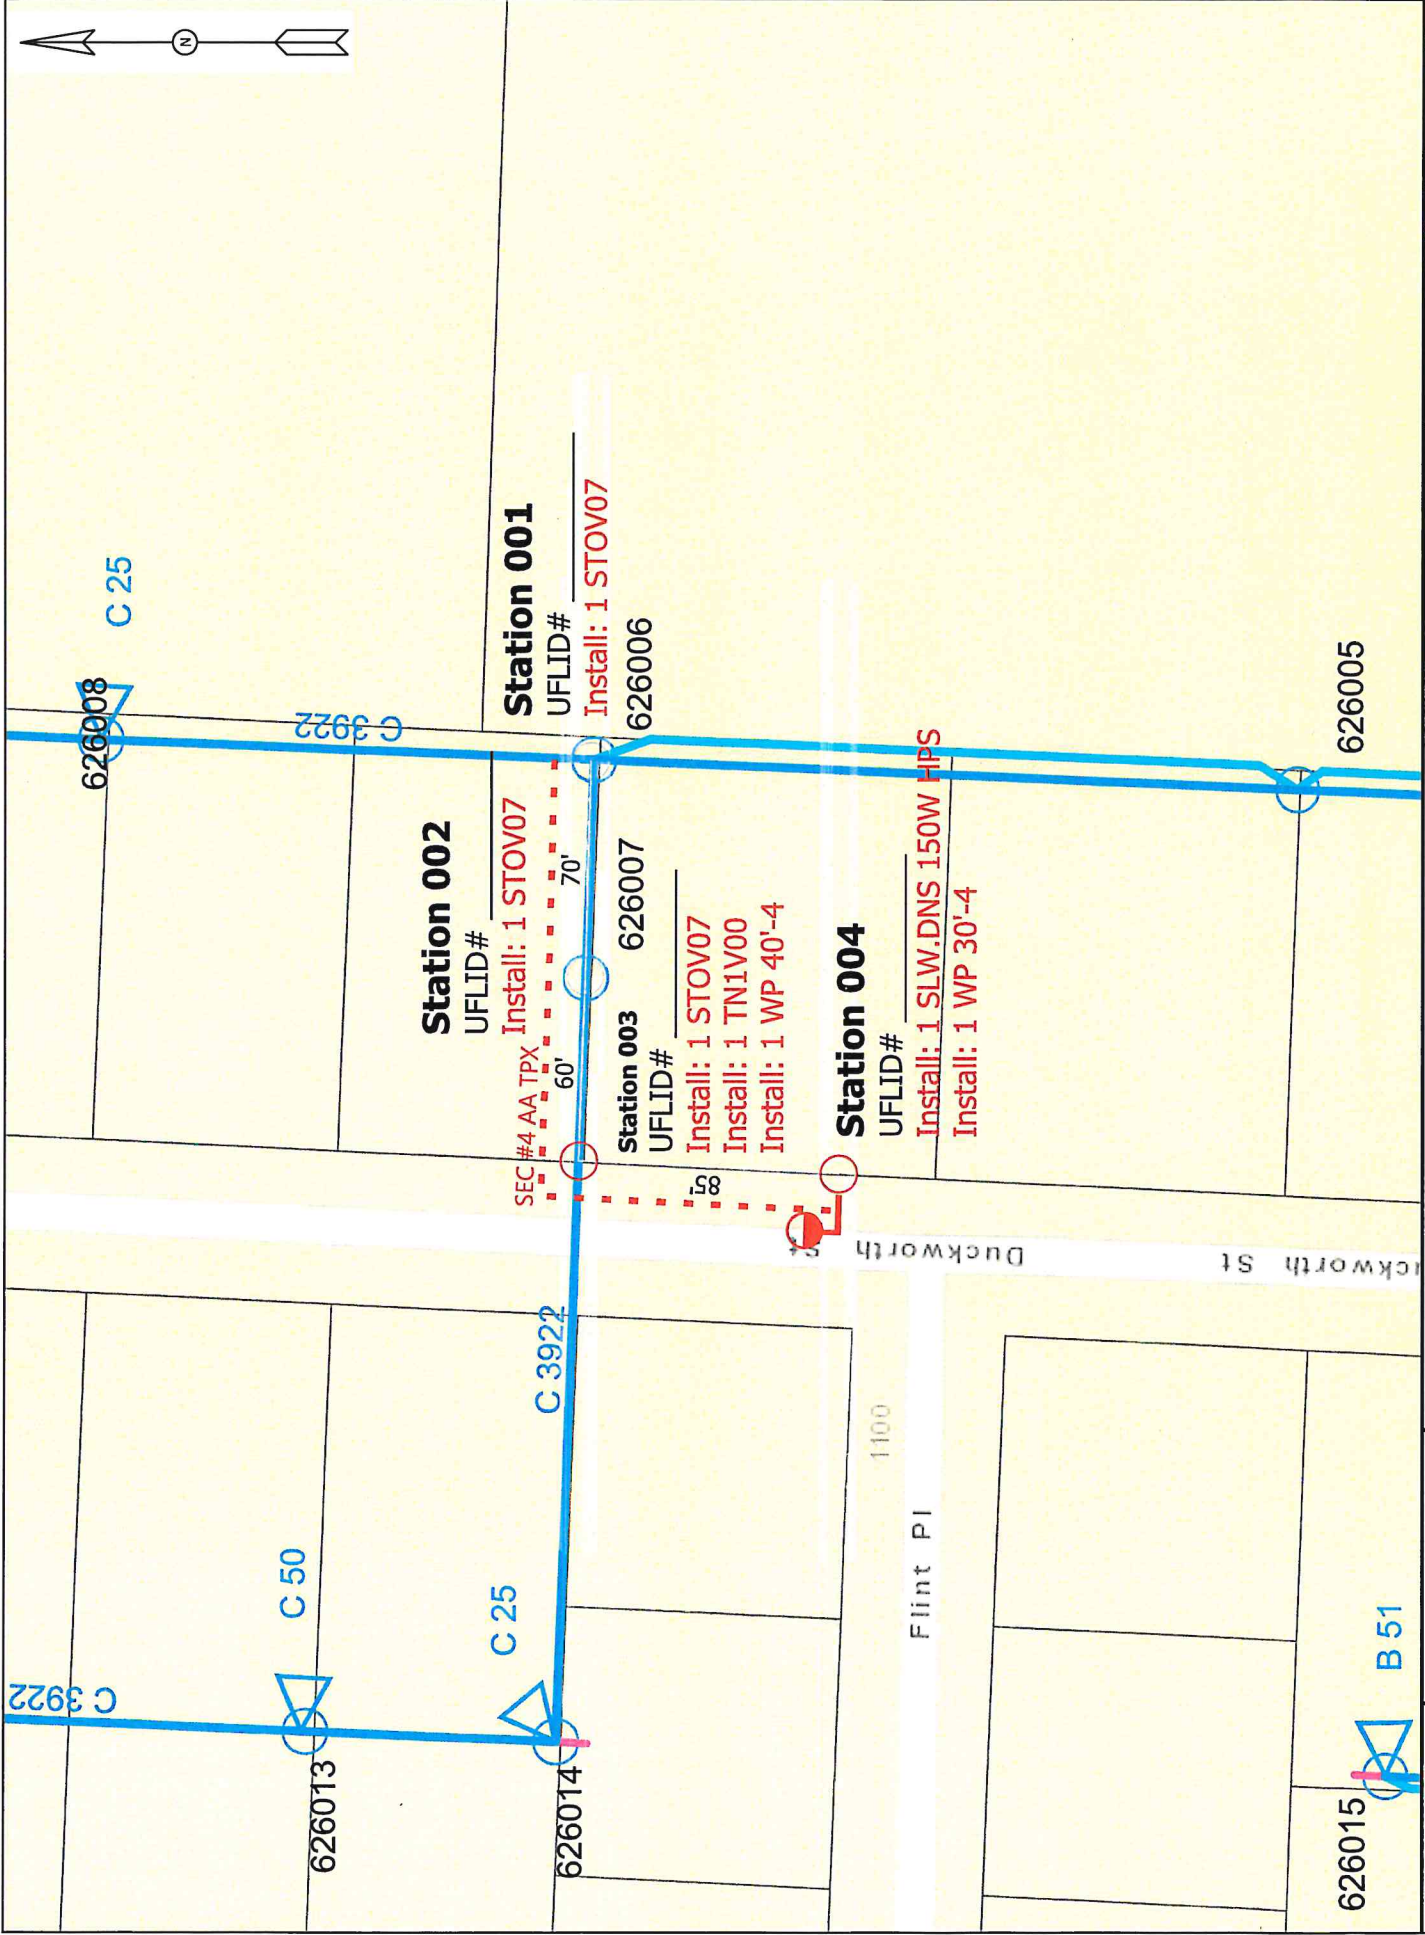 N
C 25
626008
C 3922
Station 001
UFLID#
Install: 1 STOV07
626006
Station 002
UFLID#
Install: 1 STOV07
SEC #4 AA TPX
70'
60'
626007
Station 003
UFLID#
Install: 1 STOV07
Install: 1 TN1V00
Install: 1 WP 40'-4
85'
Station 004
UFLID#
Install: 1 SLW.DNS 150W HPS
Install: 1 WP 30'-4
626005
Duckworth St
ckworth St
C 3922
1100
Flint Pl
C 50
C 25
C 3922
626013
626014
B 51
626015